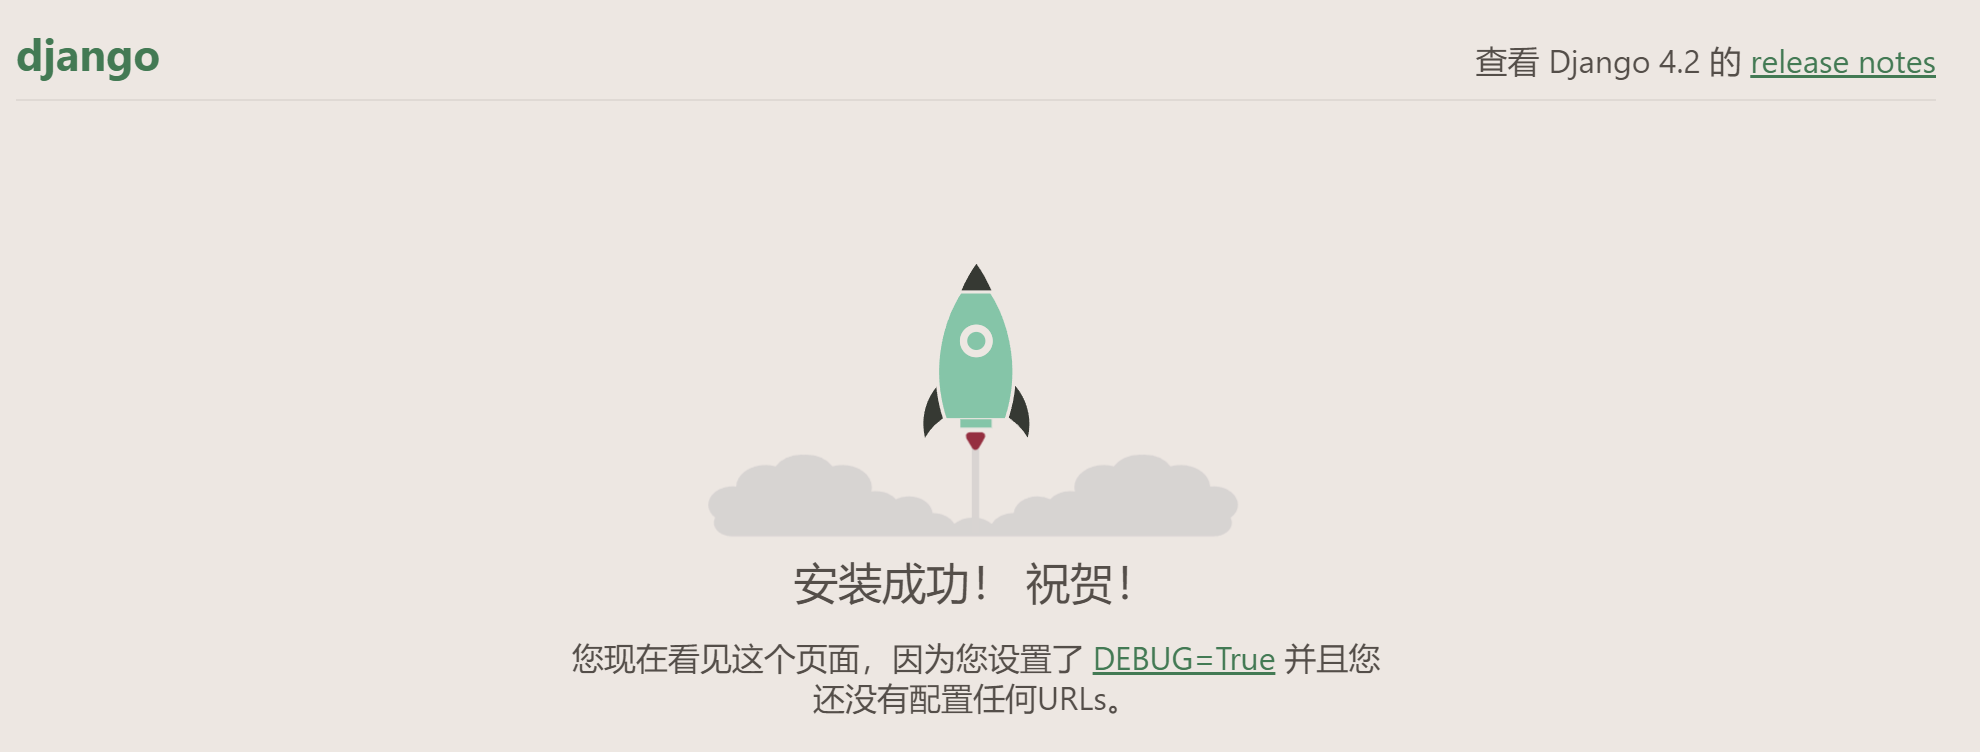 django
查看 Django 4.2 的 release notes
安装成功！ 祝贺！
您现在看见这个页面，因为您设置了 DEBUG=True 并且您
还没有配置任何URLs。